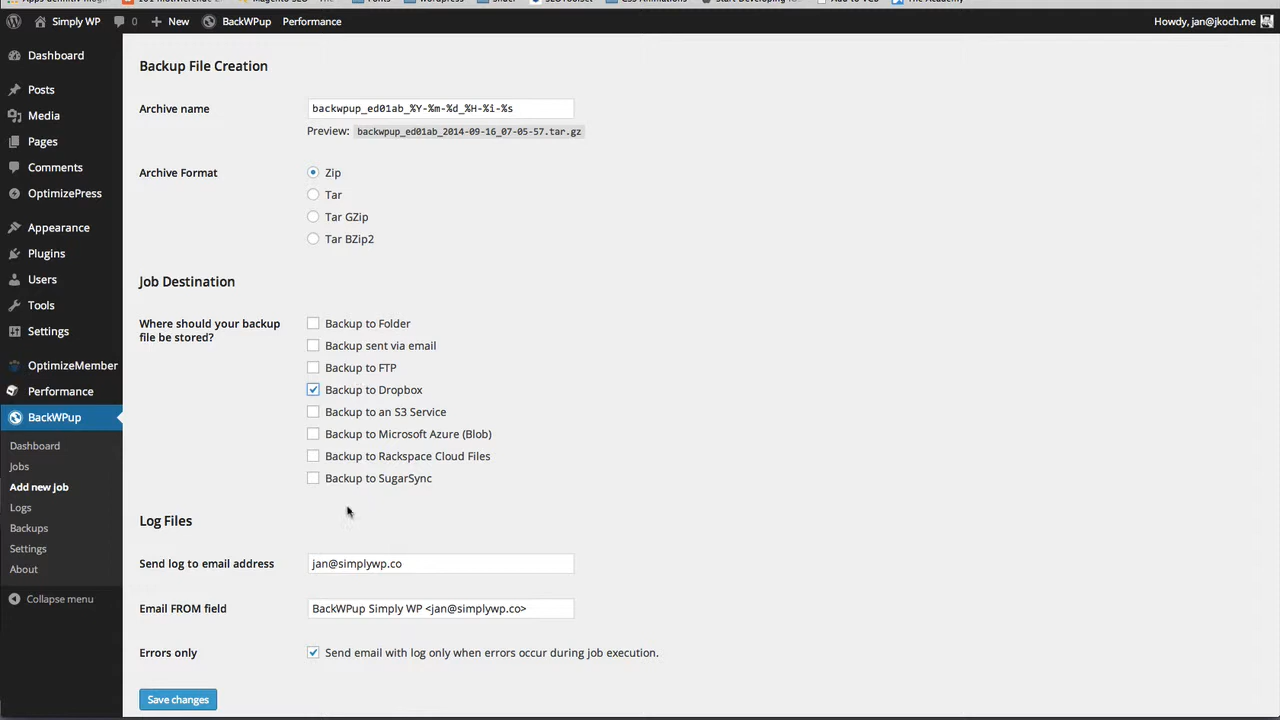 Simply WP
0
New
BackWPup
Performance
Howdy, jan@jkoch.me
Dashboard
Posts
Media
Pages
Comments
OptimizePress
Appearance
Plugins
Users
Tools
Settings
OptimizeMember
Performance
BackWPup
Dashboard
Jobs
Add new job
Logs
Backups
Settings
About
Collapse menu
Backup File Creation
Archive name
backwpup_ed01ab_%Y-%m-%d_%H-%i-%s
Preview: backwpup_ed01ab_2014-09-16_07-05-57.tar.gz
Archive Format
Zip
Tar
Tar GZip
Tar BZip2
Job Destination
Where should your backup
file be stored?
Backup to Folder
Backup sent via email
Backup to FTP
Backup to Dropbox
Backup to an S3 Service
Backup to Microsoft Azure (Blob)
Backup to Rackspace Cloud Files
Backup to SugarSync
Log Files
Send log to email address
jan@simplywp.co
Email FROM field
BackWPup Simply WP <jan@simplywp.co>
Errors only
Send email with log only when errors occur during job execution.
Save changes